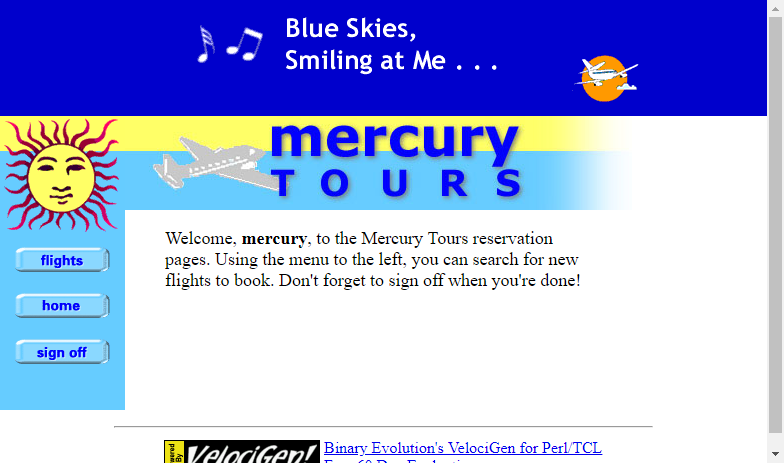 Blue Skies,
Smiling at Me . . .
mercury
TOURS
flights
home
sign off
Welcome, mercury, to the Mercury Tours reservation
pages. Using the menu to the left, you can search for new
flights to book. Don't forget to sign off when you're done!
wered
By
VelociGen!
Binary Evolution's VelociGen for Perl/TCL